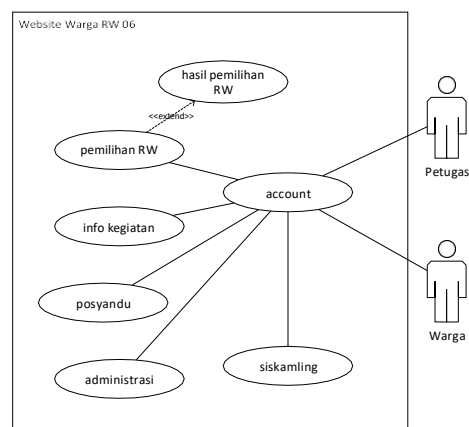 Website Warga RW 06
hasil pemilihan
RW
<<extend>>
pemilihan RW
Petugas
account
info kegiatan
posyandu
Warga
administrasi
siskamling